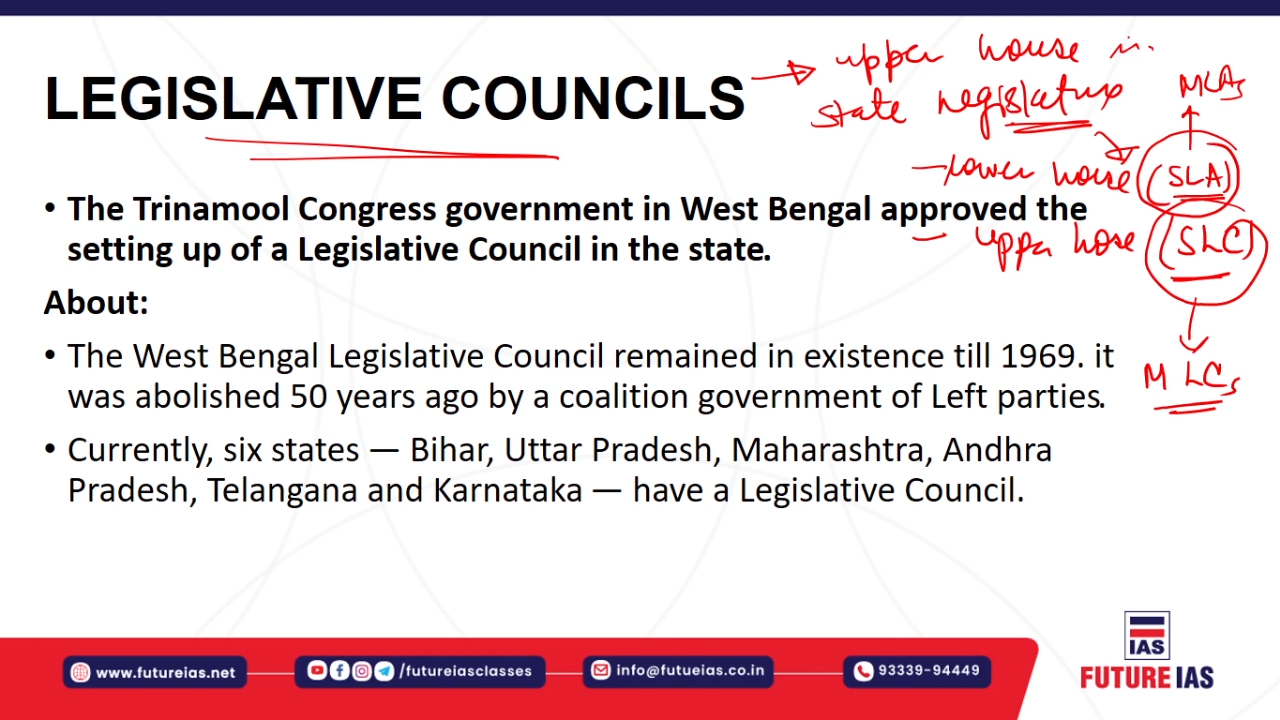 LEGISLATIVE COUNCILS
→ upper house in
state legislature
MLAs
- lower house (SLA)
- upper hose (SLC)
MLCs
• The Trinamool Congress government in West Bengal approved the
setting up of a Legislative Council in the state.
About:
• The West Bengal Legislative Council remained in existence till 1969. it
was abolished 50 years ago by a coalition government of Left parties.
• Currently, six states — Bihar, Uttar Pradesh, Maharashtra, Andhra
Pradesh, Telangana and Karnataka — have a Legislative Council.
www.futureias.net
/futureiasclasses
info@futueias.co.in
93339-94449
IAS
FUTURE IAS